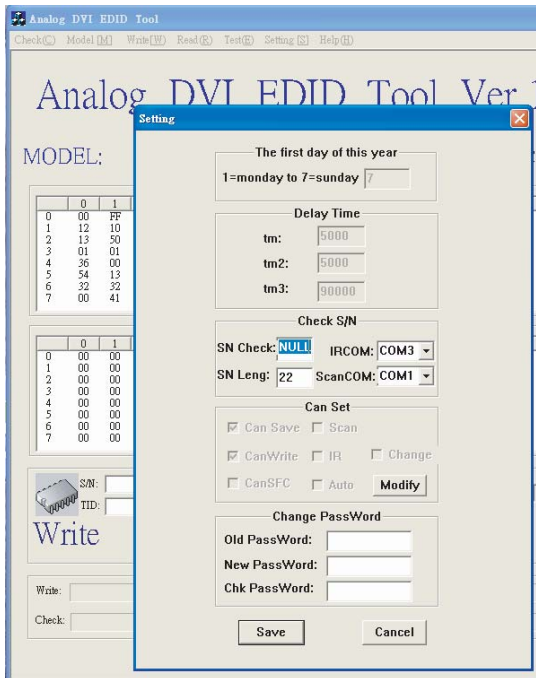 Analog DVI EDID Tool
Check(C) Model [M] Write[W] Read(R) Test(E) Setting [S] Help(H)
Analog DVI EDID Tool Ver
MODEL:
0 1
0 00 FF
1 12 10
2 13 50
3 01 01
4 36 00
5 54 13
6 32 32
7 00 41
0 1
0 00 00
1 00 00
2 00 00
3 00 00
4 00 00
5 00 00
6 00 00
7 00 00
S/N:
TID:
Write
Write:
Check:
Setting
The first day of this year
1=monday to 7=sunday 7
Delay Time
tm: 5000
tm2: 5000
tm3: 90000
Check S/N
SN Check: NULL IRCOM: COM3
SN Leng: 22 ScanCOM: COM1
Can Set
Can Save Scan
CanWrite IR Change
CanSFC Auto Modify
Change PassWord
Old PassWord:
New PassWord:
Chk PassWord:
Save Cancel